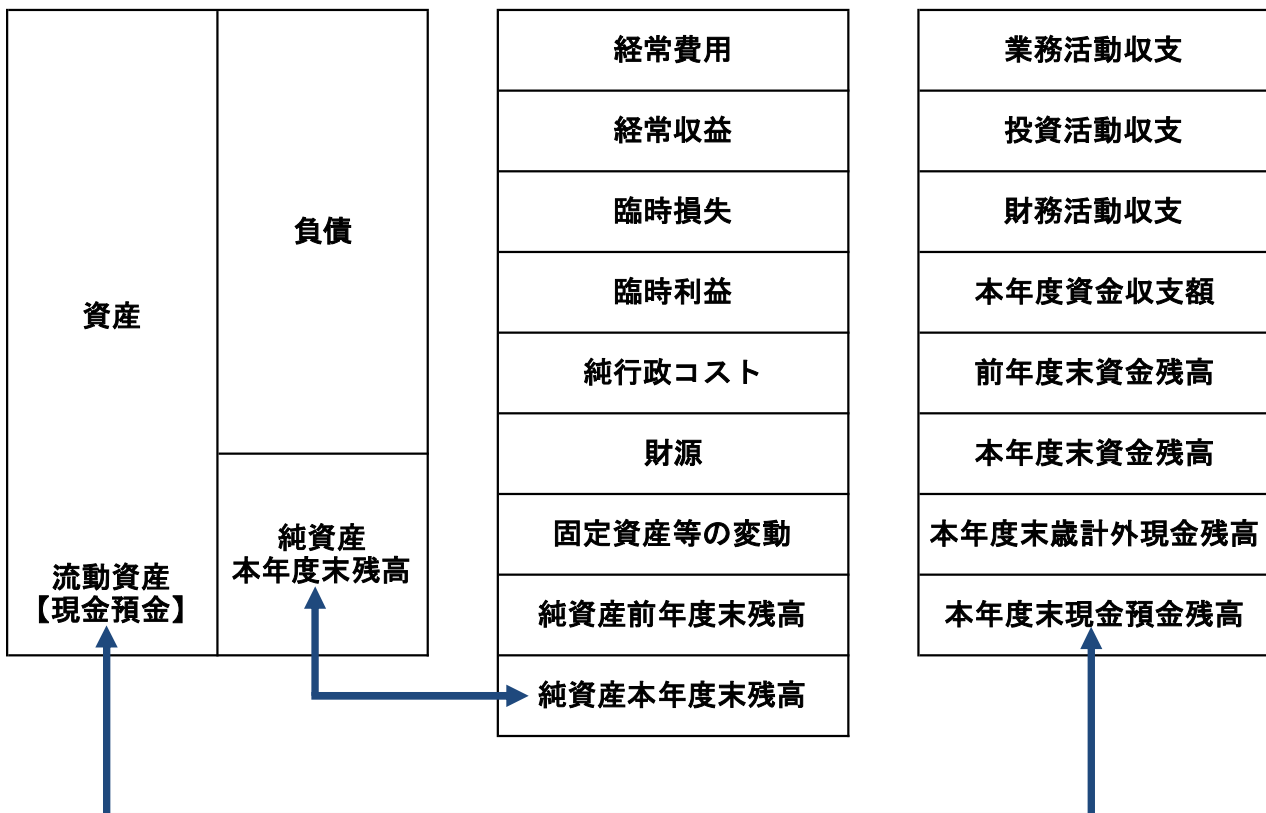 資産
流動資産
【現金預金】
負債
純資産
本年度末残高
経常費用
経常収益
臨時損失
臨時利益
純行政コスト
財源
固定資産等の変動
純資産前年度末残高
純資産本年度末残高
業務活動収支
投資活動収支
財務活動収支
本年度資金収支額
前年度末資金残高
本年度末資金残高
本年度末歳計外現金残高
本年度末現金預金残高